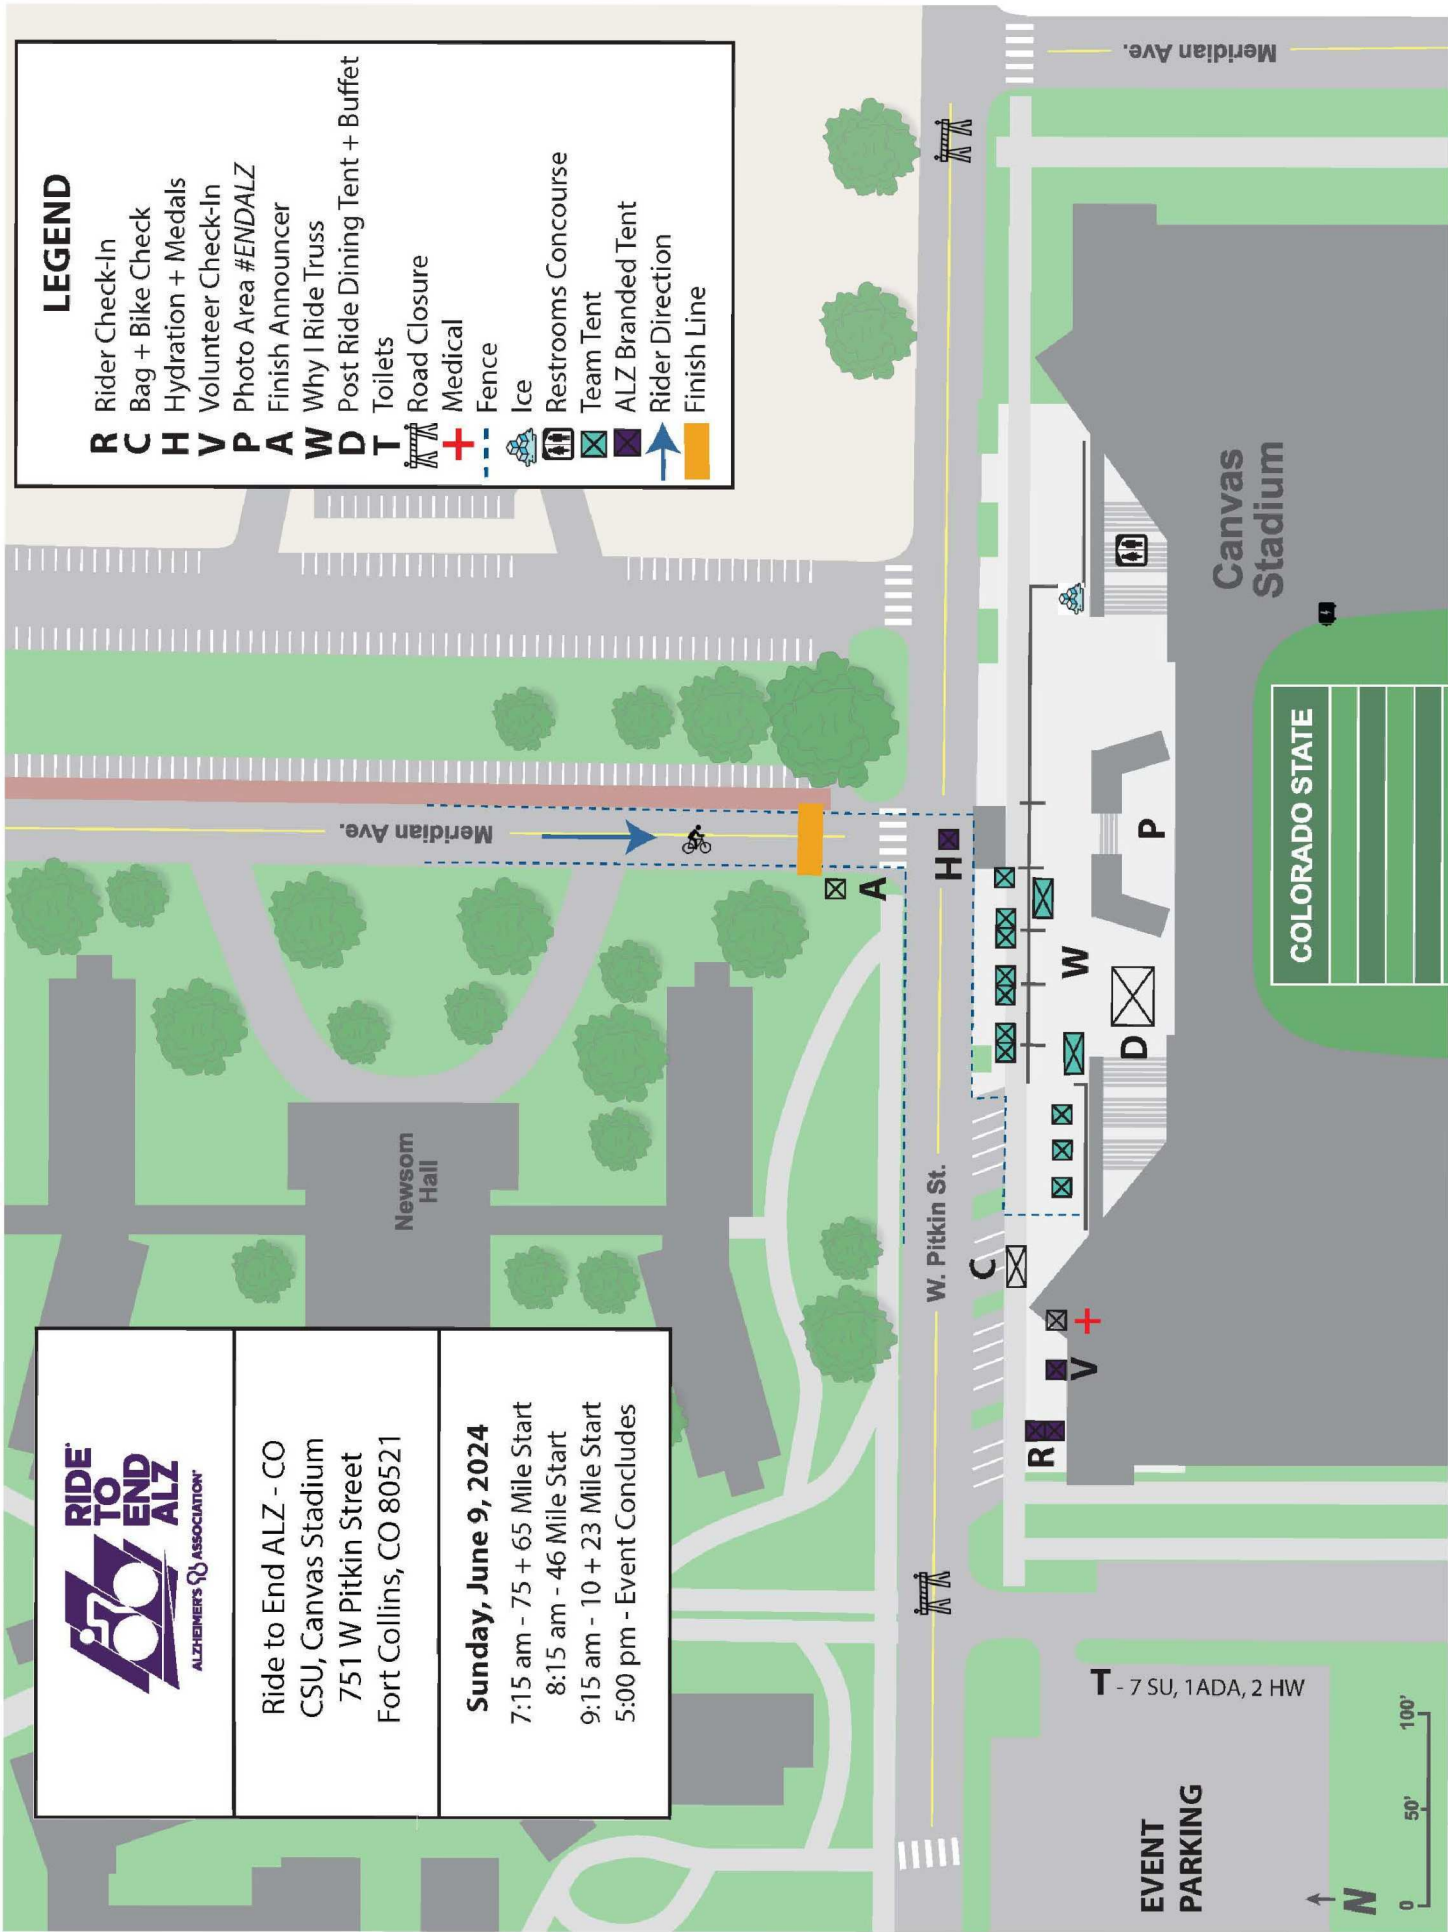 RIDE
TO
END
ALZ
ALZHEIMER'S ASSOCIATION
Ride to End ALZ - CO
CSU, Canvas Stadium
751 W Pitkin Street
Fort Collins, CO 80521
Sunday, June 9, 2024
7:15 am - 75 + 65 Mile Start
8:15 am - 46 Mile Start
9:15 am - 10 + 23 Mile Start
5:00 pm - Event Concludes
LEGEND
R Rider Check-In
C Bag + Bike Check
H Hydration + Medals
V Volunteer Check-In
P Photo Area #ENDALZ
A Finish Announcer
W Why I Ride Truss
D Post Ride Dining Tent + Buffet
T Toilets
Road Closure
Medical
Fence
Ice
Restrooms Concourse
Team Tent
ALZ Branded Tent
Rider Direction
Finish Line
Newsom
Hall
Meridian Ave.
A
W. Pitkin St.
H
Meridian Ave.
C
R
V
W
D
P
Canvas
Stadium
COLORADO STATE
T - 7 SU, 1ADA, 2 HW
EVENT
PARKING
N
0 50' 100'